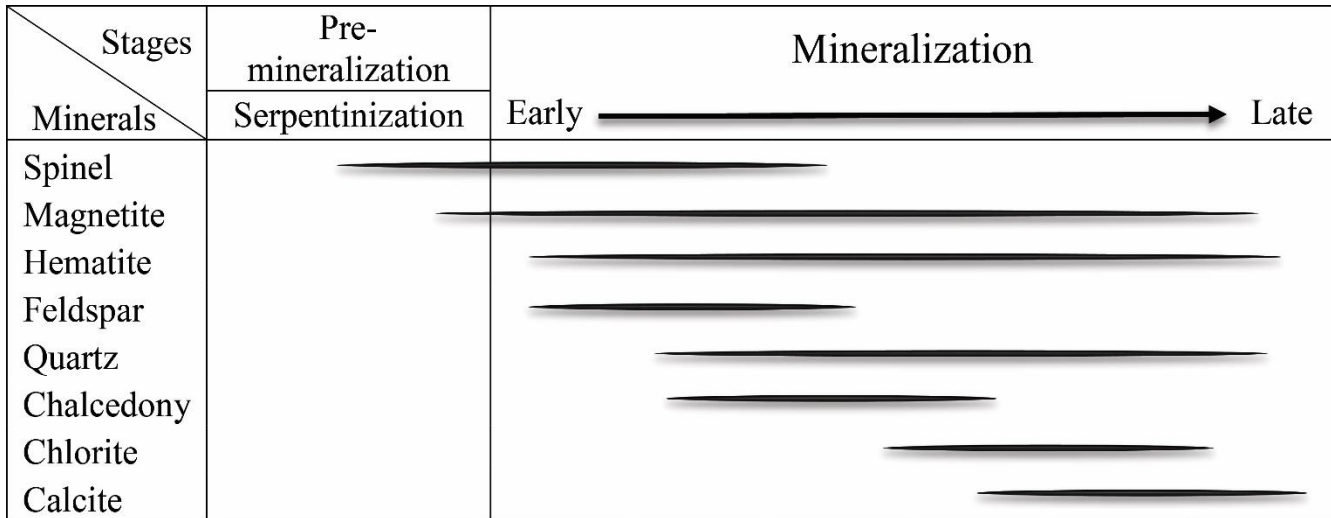 Stages
Minerals
Pre-
mineralization
Serpentinization
Mineralization
Early Late
Spinel
Magnetite
Hematite
Feldspar
Quartz
Chalcedony
Chlorite
Calcite